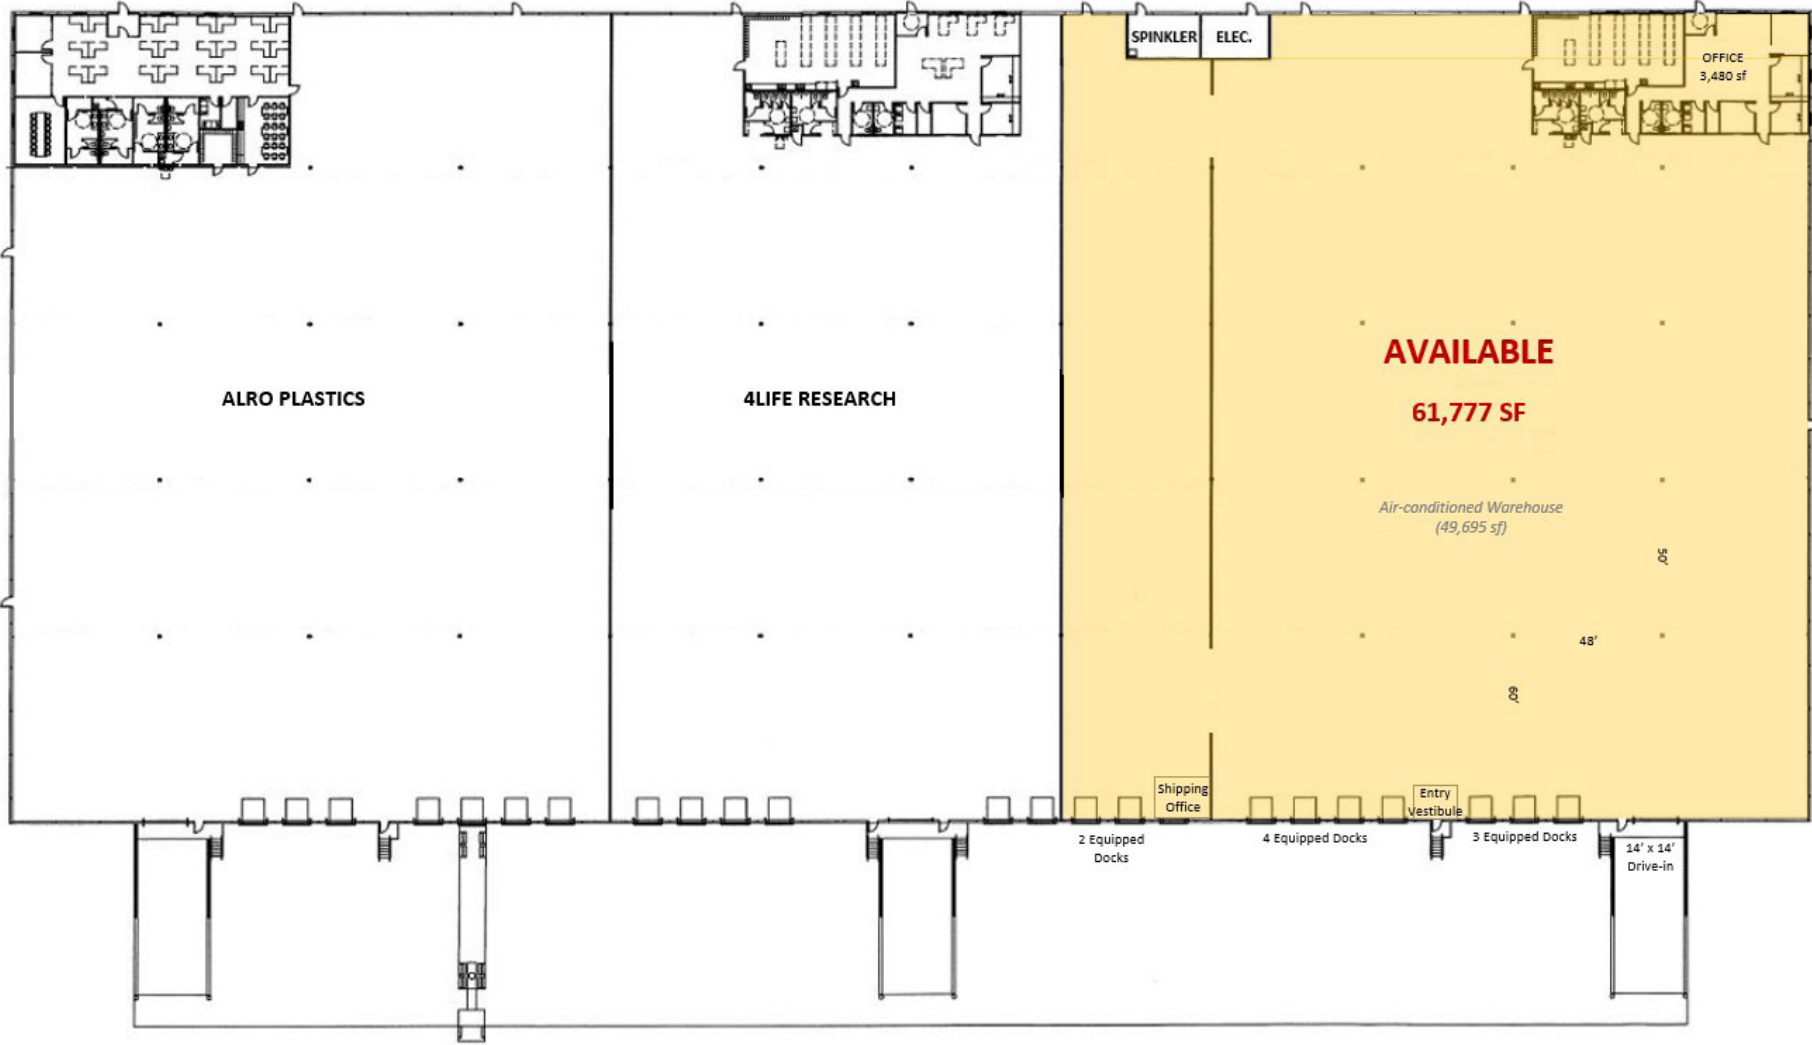 SPINKLER
ELEC.
OFFICE
3,480 sf
AVAILABLE
61,777 SF
ALRO PLASTICS
4LIFE RESEARCH
Air-conditioned Warehouse
(49,695 sf)
50'
48'
60'
Shipping
Office
Entry
Vestibule
2 Equipped
Docks
4 Equipped Docks
3 Equipped Docks
14' x 14'
Drive-in